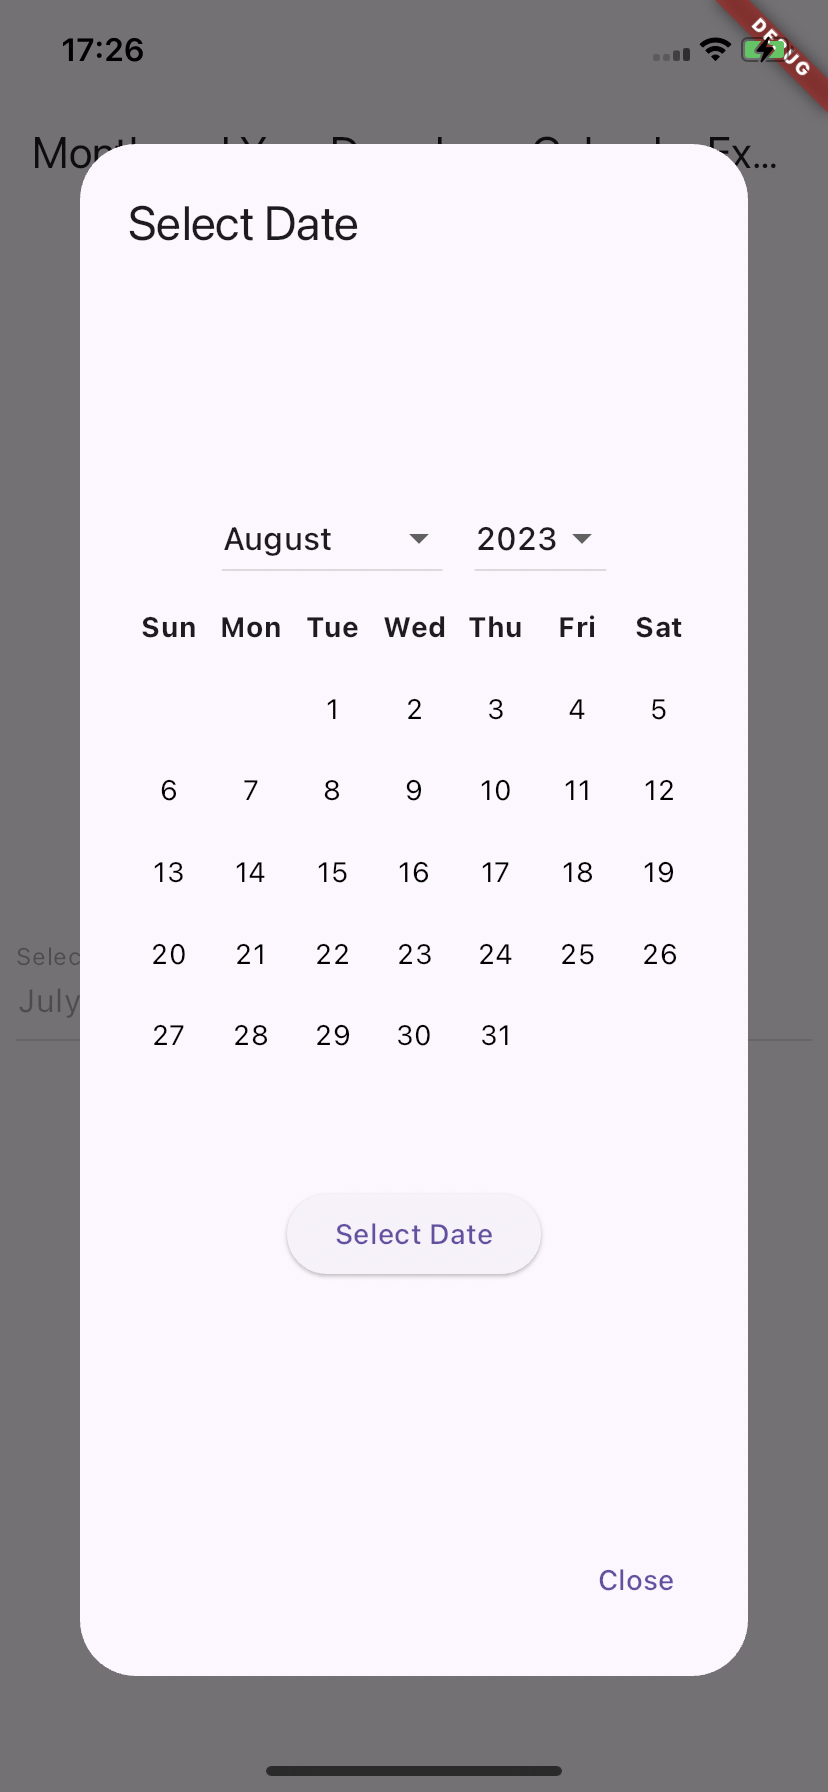 17:26
DEBUG
Ex…
Select Date
August 2023
Sun Mon Tue Wed Thu Fri Sat
1 2 3 4 5
6 7 8 9 10 11 12
13 14 15 16 17 18 19
20 21 22 23 24 25 26
Selec
July
27 28 29 30 31
Select Date
Close